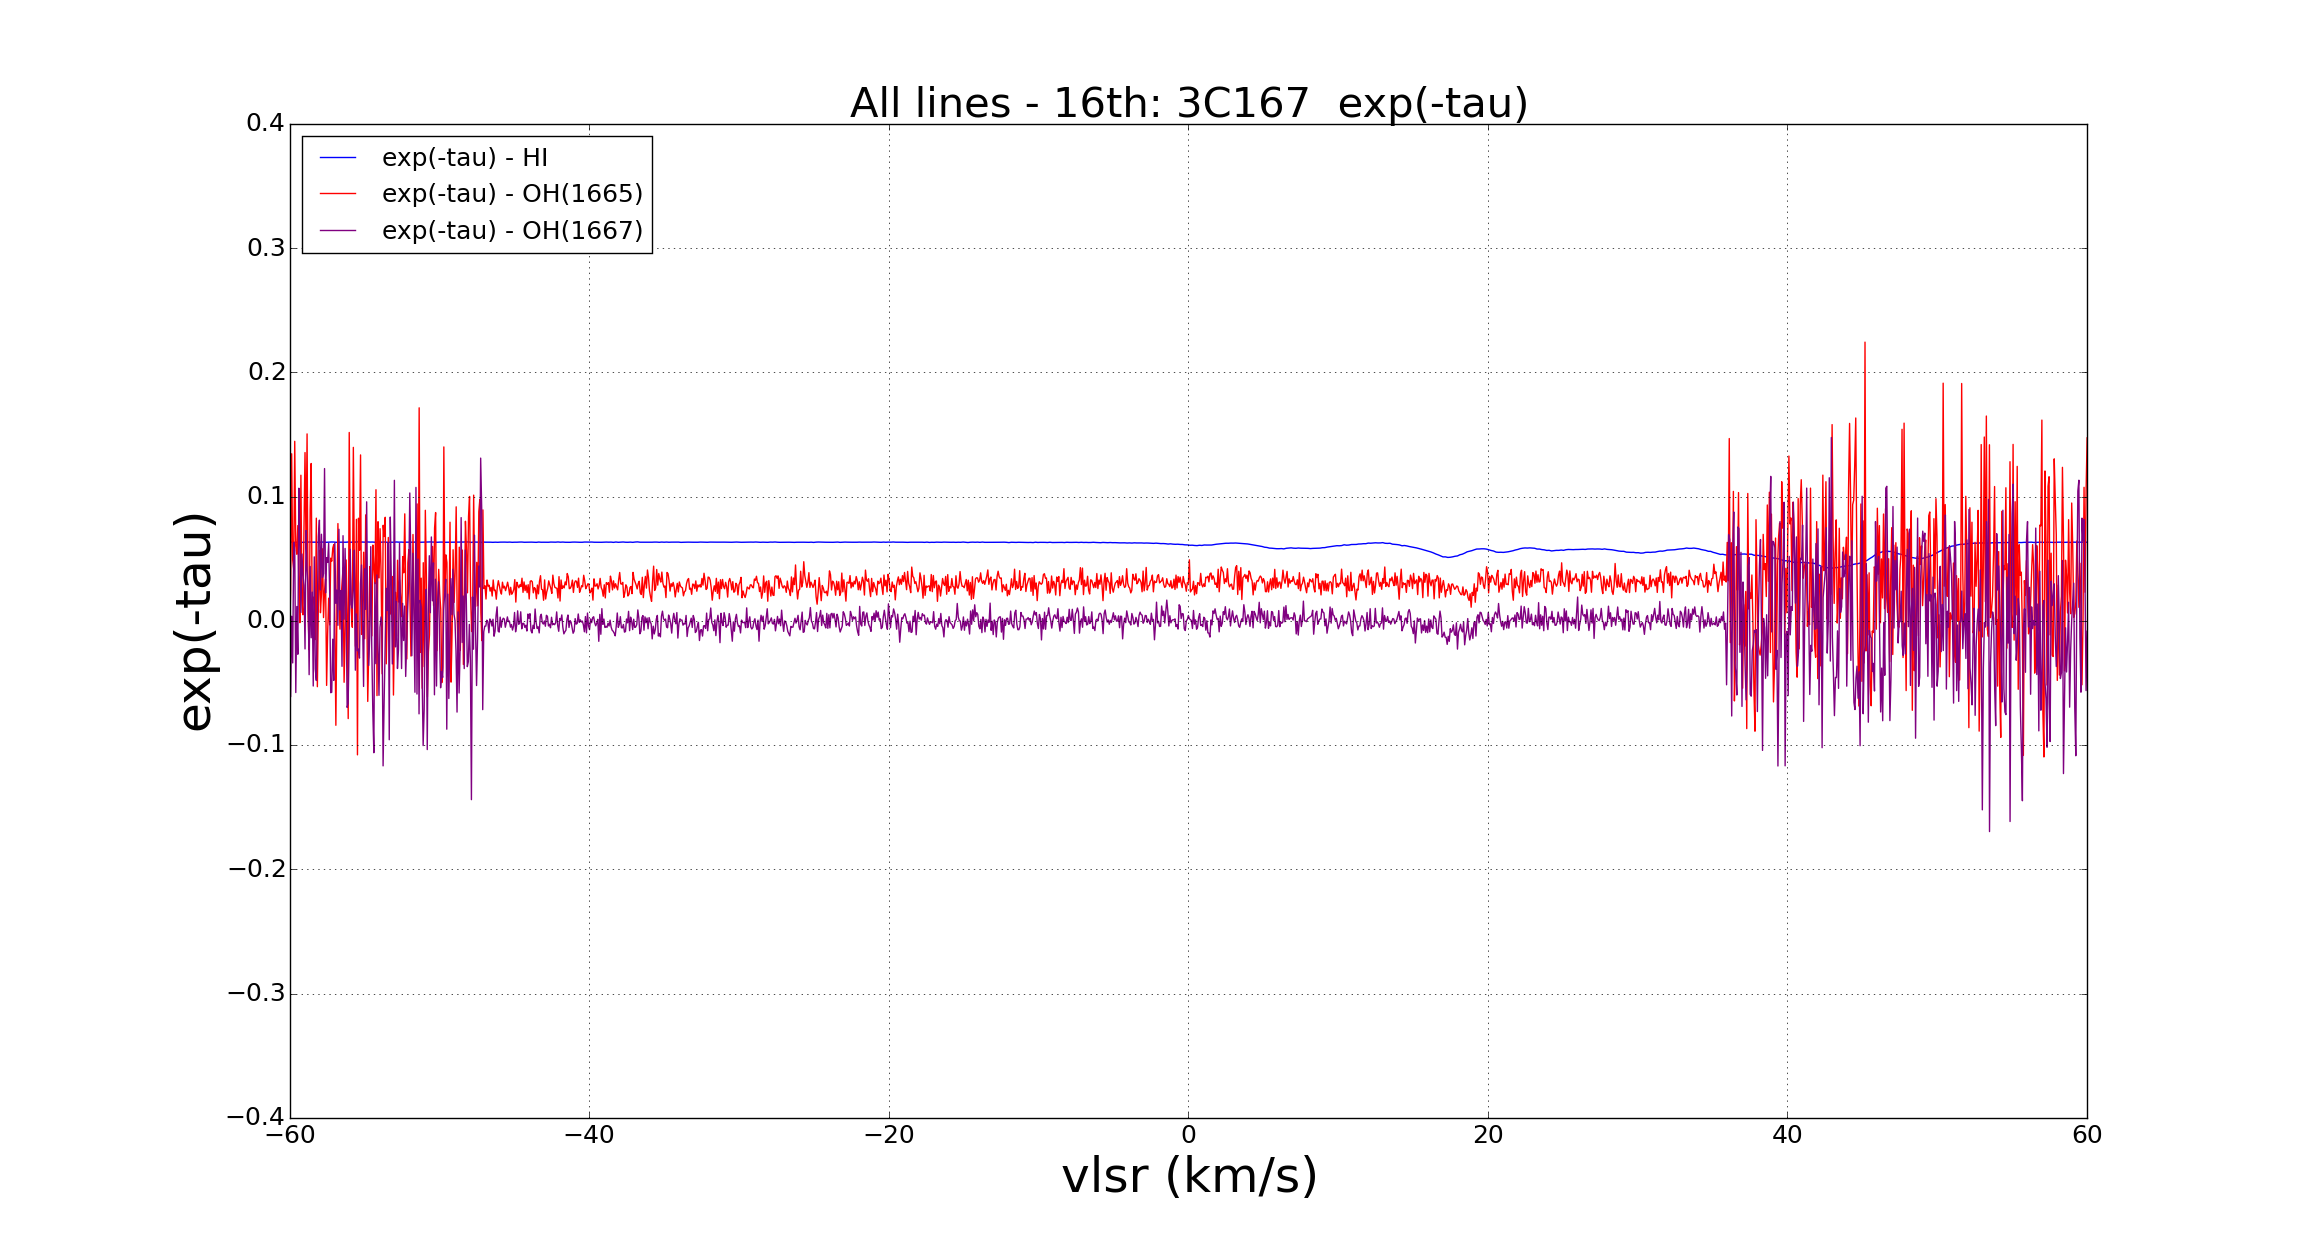 All lines - 16th: 3C167  exp(-tau)
exp(-tau) - HI
exp(-tau) - OH(1665)
exp(-tau) - OH(1667)
0.4
0.3
0.2
0.1
0.0
−0.1
−0.2
−0.3
−0.4
exp(-tau)
−60 −40 −20 0 20 40 60
vlsr (km/s)